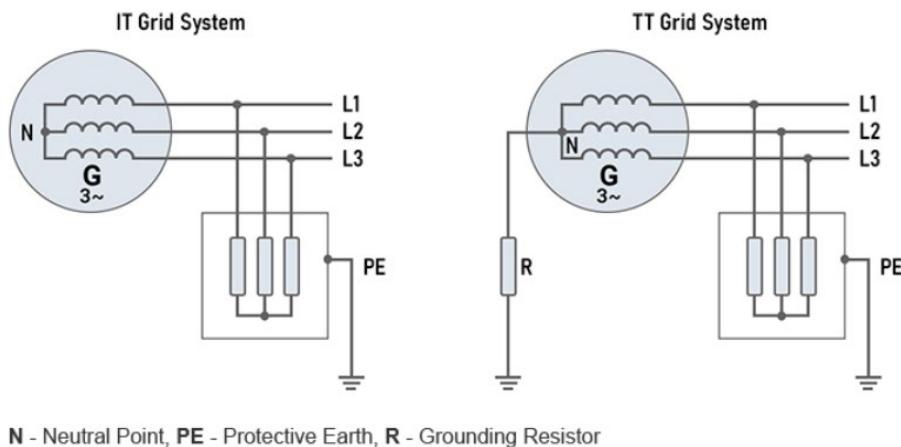 IT Grid System
N
G
3~
L1
L2
L3
PE
TT Grid System
N
G
3~
L1
L2
L3
R
PE
N - Neutral Point, PE - Protective Earth, R - Grounding Resistor